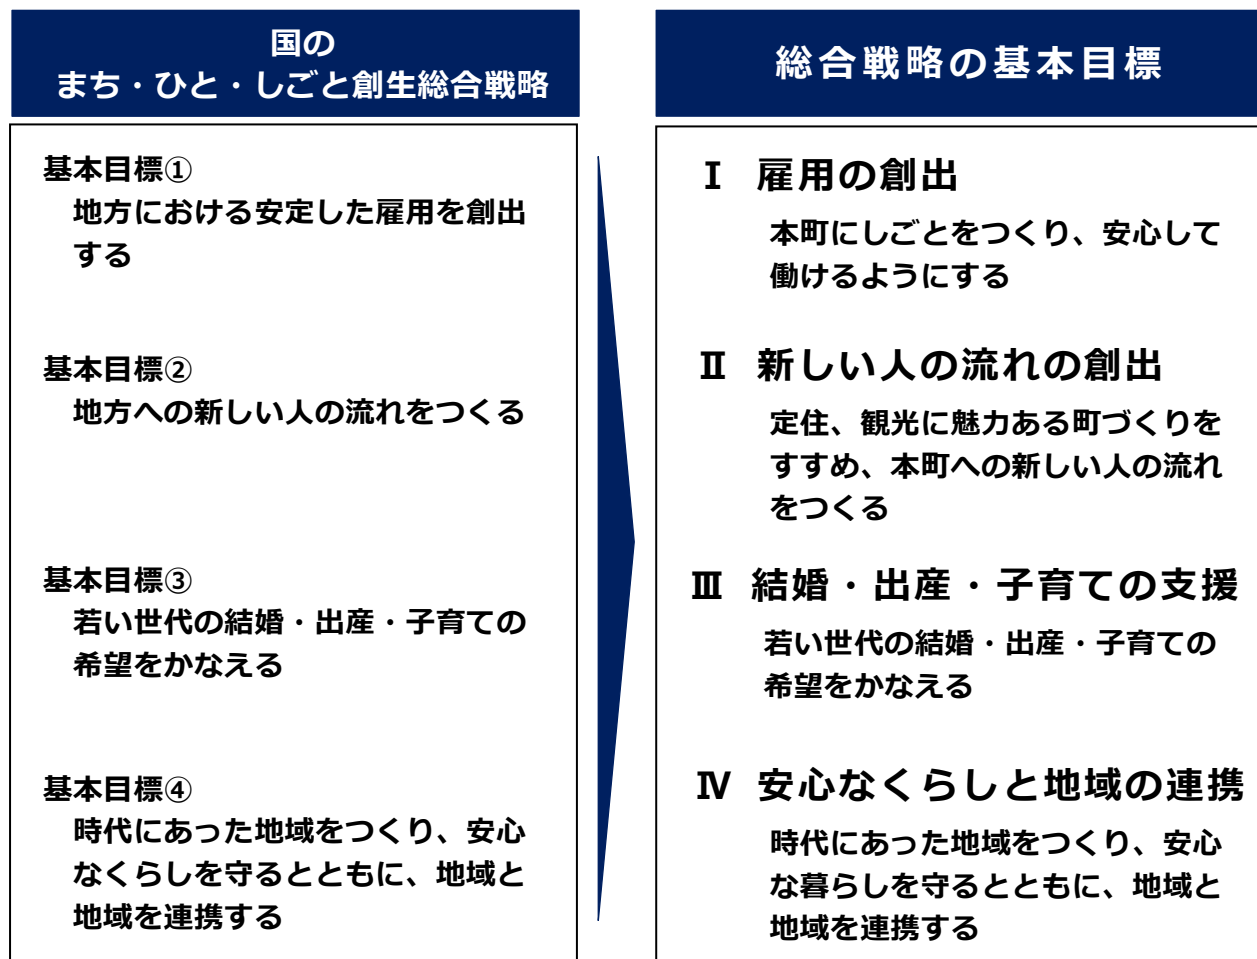 国の
まち・ひと・しごと創生総合戦略
基本目標①
地方における安定した雇用を創出
する
基本目標②
地方への新しい人の流れをつくる
基本目標③
若い世代の結婚・出産・子育ての
希望をかなえる
基本目標④
時代にあった地域をつくり、安心
なくらしを守るとともに、地域と
地域を連携する
総合戦略の基本目標
Ⅰ 雇用の創出
本町にしごとをつくり、安心して
働けるようにする
Ⅱ 新しい人の流れの創出
定住、観光に魅力ある町づくりを
すすめ、本町への新しい人の流れ
をつくる
Ⅲ 結婚・出産・子育ての支援
若い世代の結婚・出産・子育ての
希望をかなえる
Ⅳ 安心なくらしと地域の連携
時代にあった地域をつくり、安心
な暮らしを守るとともに、地域と
地域を連携する